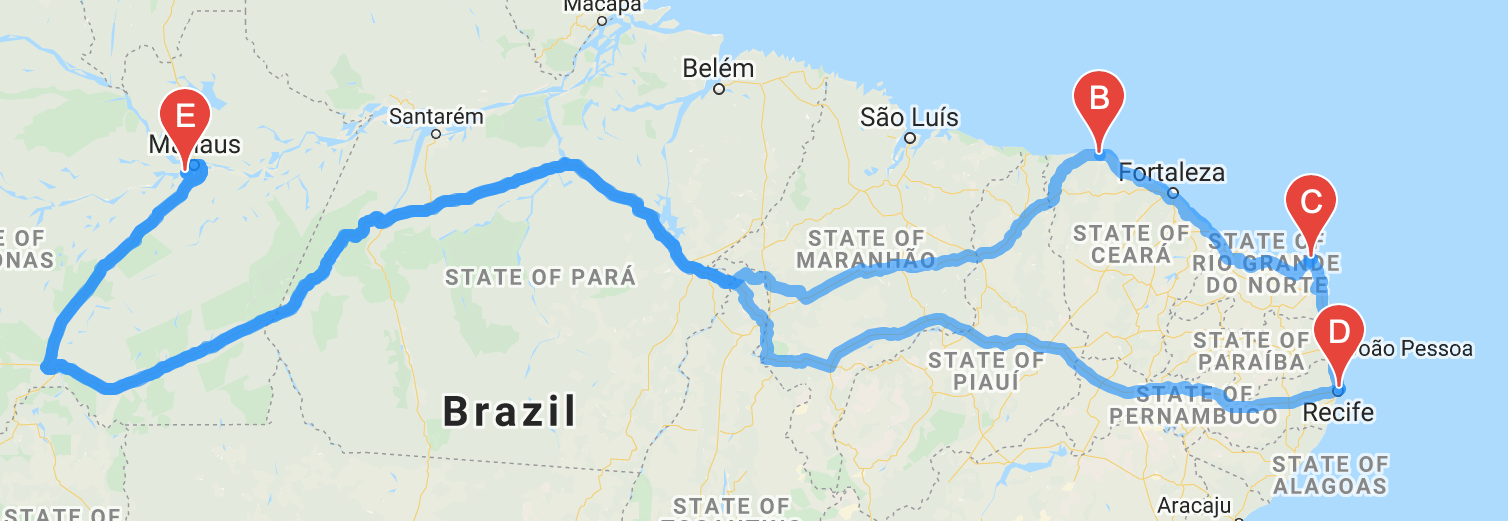 Macapá
Belém
B
E
Santarém
São Luís
Manaus
Fortaleza
C
STATE OF
MARANHÃO
STATE OF
CEARÁ
STATE OF
RIO GRANDE
DO NORTE
E OF
ONAS
STATE OF PARÁ
D
STATE OF
PARAÍBA
oão Pessoa
STATE OF
PIAUÍ
STATE OF
PERNAMBUCO
Brazil
Recife
STATE OF
ALAGOAS
STATE OF
Aracaju
STATE OF